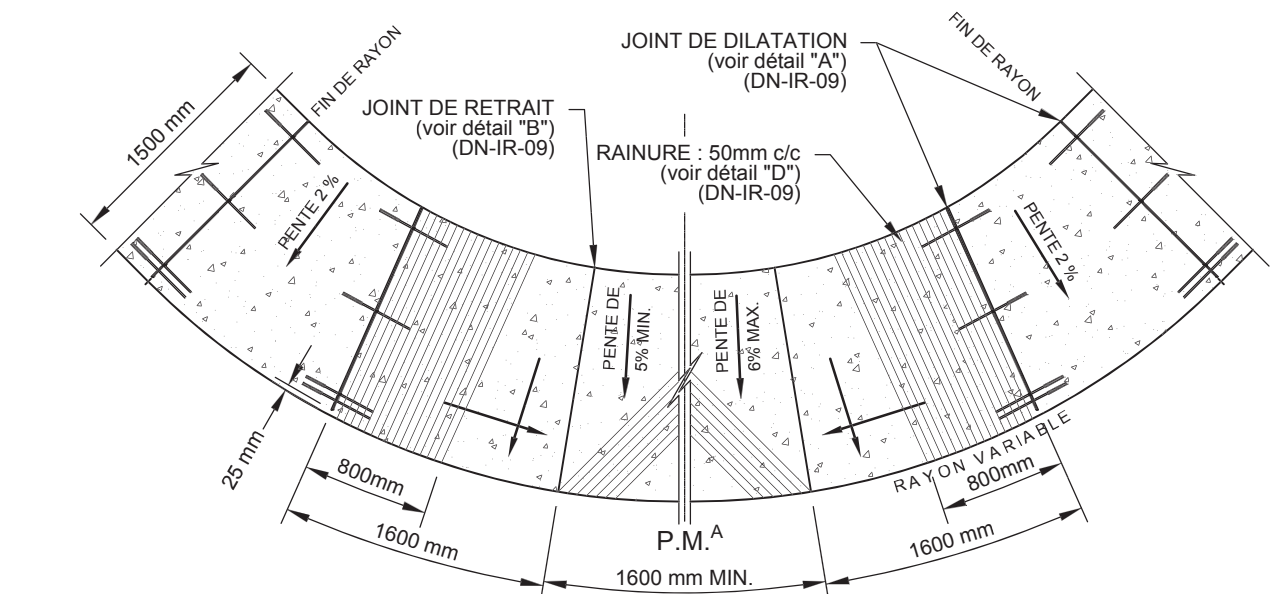 JOINT DE DILATATION
(voir détail "A")
(DN-IR-09)
FIN DE RAYON
FIN DE RAYON
1500 mm
JOINT DE RETRAIT
(voir détail "B")
(DN-IR-09)
RAINURE : 50mm c/c
(voir détail "D")
(DN-IR-09)
PENTE 2 %
PENTE 2 %
PENTE DE
5% MIN.
PENTE DE
6% MAX.
25 mm
RAYON VARIABLE
800mm
800mm
1600 mm
1600 mm
P.M.A
1600 mm MIN.